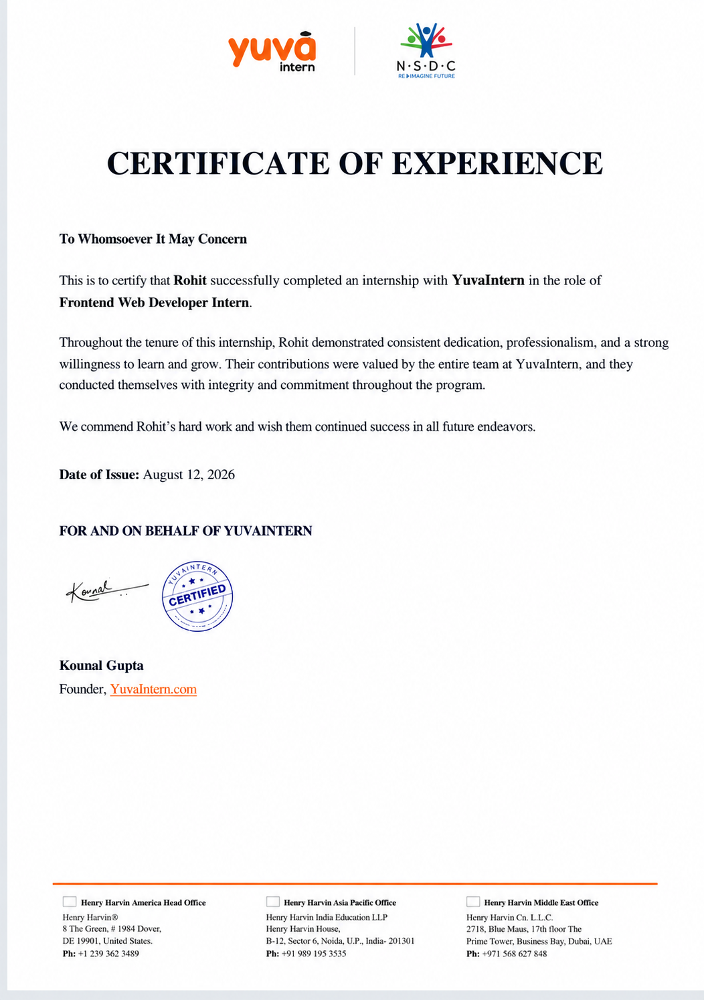 yuva
intern
N·S·D·C
RE IMAGINE FUTURE
CERTIFICATE OF EXPERIENCE
To Whomsoever It May Concern
This is to certify that Rohit successfully completed an internship with YuvaIntern in the role of
Frontend Web Developer Intern.
Throughout the tenure of this internship, Rohit demonstrated consistent dedication, professionalism, and a strong
willingness to learn and grow. Their contributions were valued by the entire team at YuvaIntern, and they
conducted themselves with integrity and commitment throughout the program.
We commend Rohit’s hard work and wish them continued success in all future endeavors.
Date of Issue: August 12, 2026
FOR AND ON BEHALF OF YUVAINTERN
Kounal
YUVAINTERN
CERTIFIED
Kounal Gupta
Founder, YuvaIntern.com
Henry Harvin America Head Office
Henry Harvin®
8 The Green, # 1984 Dover,
DE 19901, United States.
Ph: +1 239 362 3489
Henry Harvin Asia Pacific Office
Henry Harvin India Education LLP
Henry Harvin House,
B-12, Sector 6, Noida, U.P., India- 201301
Ph: +91 989 195 3535
Henry Harvin Middle East Office
Henry Harvin Cn. L.L.C.
2718, Blue Maus, 17th floor The
Prime Tower, Business Bay, Dubai, UAE
Ph: +971 568 627 848